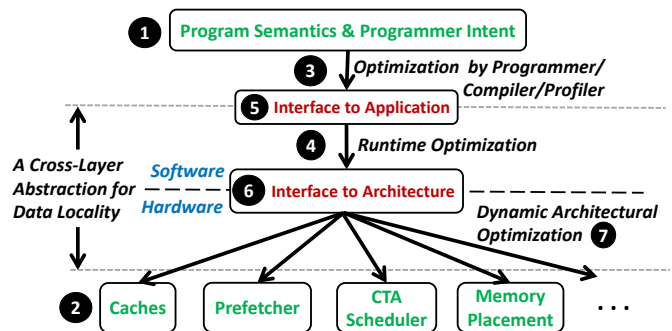 1 Program Semantics & Programmer Intent
3 Optimization by Programmer/
Compiler/Profiler
5 Interface to Application
4 Runtime Optimization
A Cross-Layer
Abstraction for
Data Locality
Software
Hardware
6 Interface to Architecture
Dynamic Architectural
Optimization 7
2
Caches
Prefetcher
CTA
Scheduler
Memory
Placement
...